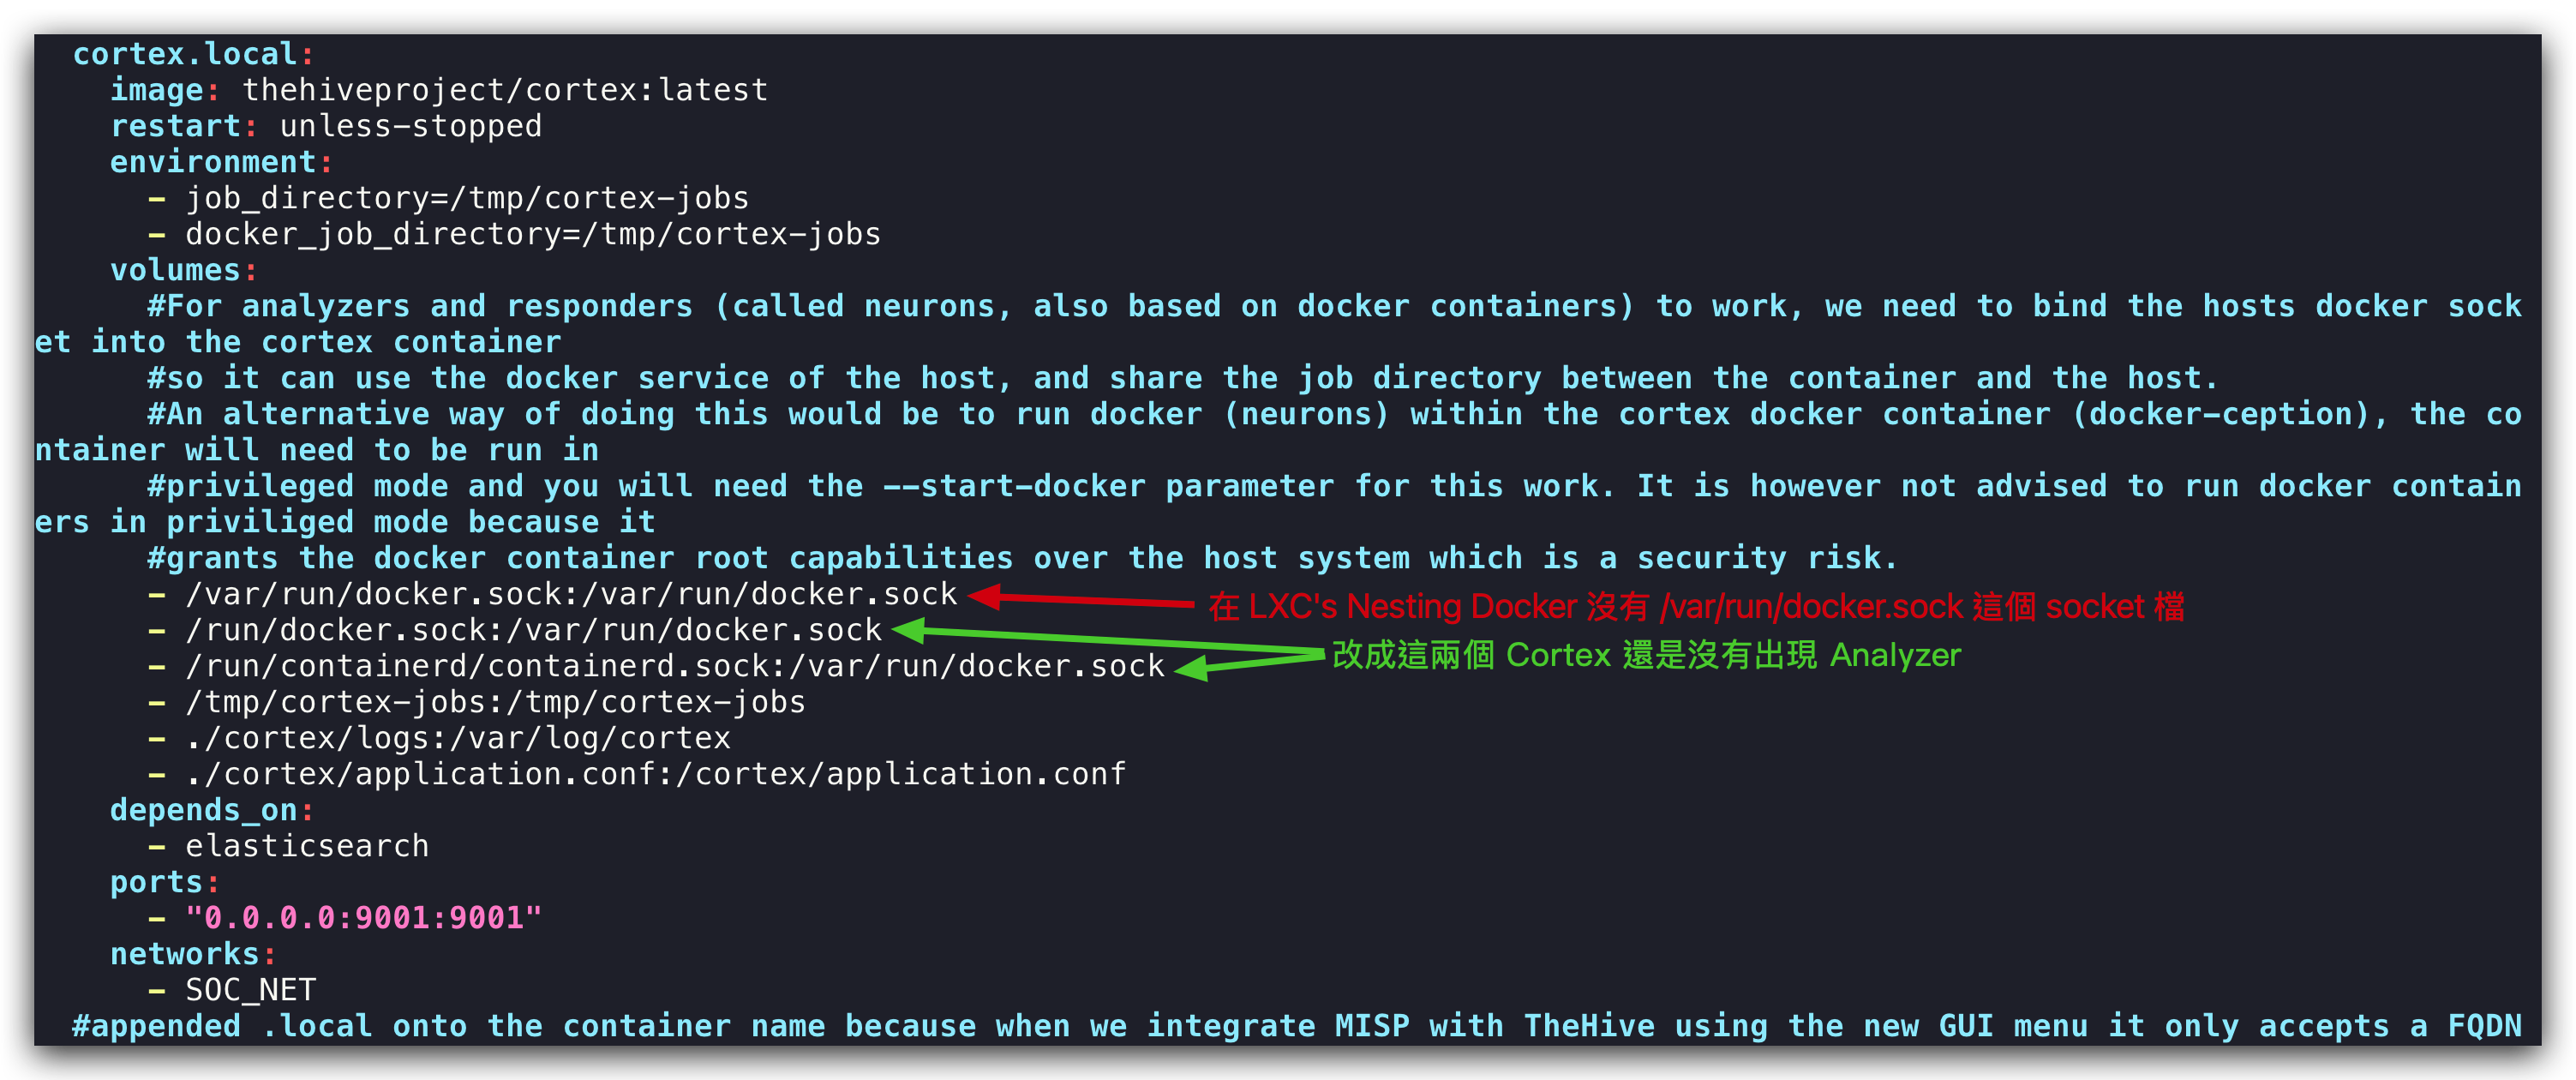 cortex.local:
image: thehiveproject/cortex:latest
restart: unless-stopped
environment:
- job_directory=/tmp/cortex-jobs
- docker_job_directory=/tmp/cortex-jobs
volumes:
#For analyzers and responders (called neurons, also based on docker containers) to work, we need to bind the hosts docker sock
et into the cortex container
#so it can use the docker service of the host, and share the job directory between the container and the host.
#An alternative way of doing this would be to run docker (neurons) within the cortex docker container (docker-ception), the co
ntainer will need to be run in
#privileged mode and you will need the --start-docker parameter for this work. It is however not advised to run docker contain
ers in priviliged mode because it
#grants the docker container root capabilities over the host system which is a security risk.
- /var/run/docker.sock:/var/run/docker.sock
在 LXC's Nesting Docker 沒有 /var/run/docker.sock 這個 socket 檔
- /run/docker.sock:/var/run/docker.sock
改成這兩個 Cortex 還是沒有出現 Analyzer
- /run/containerd/containerd.sock:/var/run/docker.sock
- /tmp/cortex-jobs:/tmp/cortex-jobs
- ./cortex/logs:/var/log/cortex
- ./cortex/application.conf:/cortex/application.conf
depends_on:
- elasticsearch
ports:
- "0.0.0.0:9001:9001"
networks:
- SOC_NET
#appended .local onto the container name because when we integrate MISP with TheHive using the new GUI menu it only accepts a FQDN